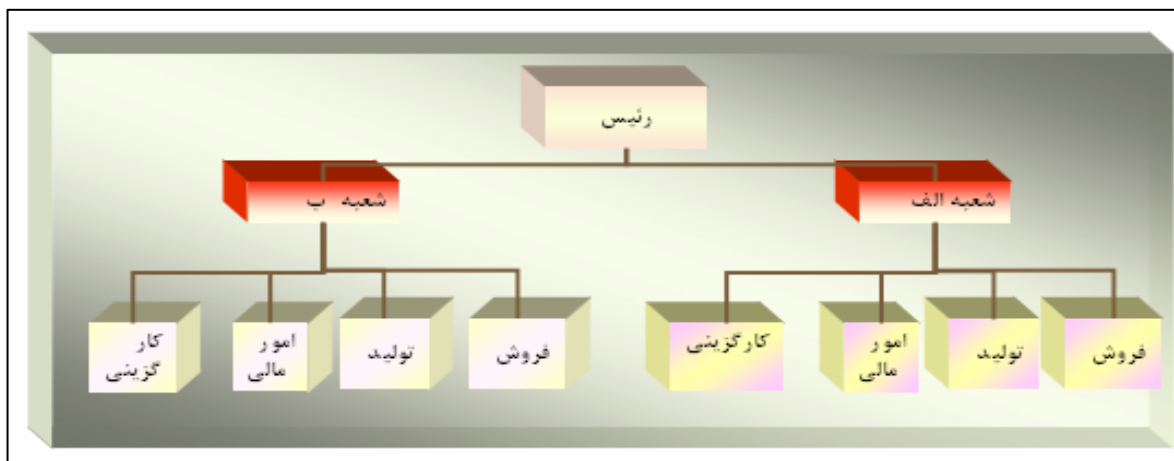 رئیس
شعبه الف
شعبه ب
فروش
تولید
امور
مالی
کارگزینی
فروش
تولید
امور
مالی
کار
گزینی